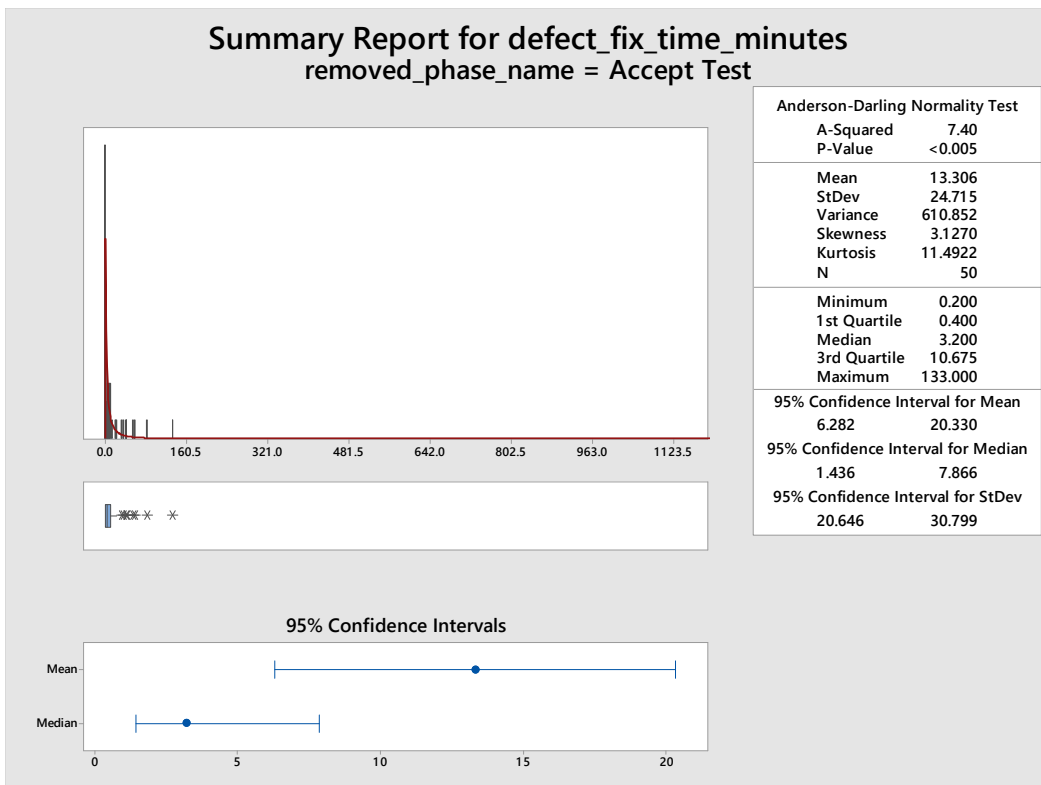 Summary Report for defect_fix_time_minutes
removed_phase_name = Accept Test
Anderson-Darling Normality Test
A-Squared 7.40
P-Value <0.005
Mean 13.306
StDev 24.715
Variance 610.852
Skewness 3.1270
Kurtosis 11.4922
N 50
Minimum 0.200
1st Quartile 0.400
Median 3.200
3rd Quartile 10.675
Maximum 133.000
95% Confidence Interval for Mean
6.282 20.330
95% Confidence Interval for Median
1.436 7.866
95% Confidence Interval for StDev
20.646 30.799
0.0 160.5 321.0 481.5 642.0 802.5 963.0 1123.5
95% Confidence Intervals
Mean
Median
0 5 10 15 20